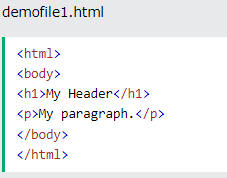 demofile1.html
<html>
<body>
<h1>My Header</h1>
<p>My paragraph.</p>
</body>
</html>